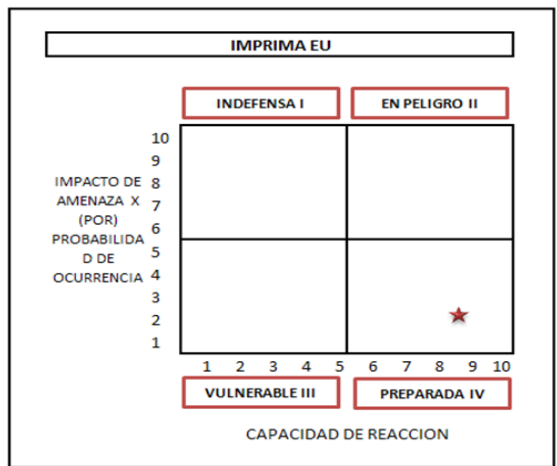 IMPRIMA EU
INDEFENSA I
EN PELIGRO II
10
9
8
7
6
5
4
3
2
1
IMPACTO DE
AMENAZA X
(POR)
PROBABILIDA
D DE
OCURRENCIA
1 2 3 4 5 6 7 8 9 10
VULNERABLE III
PREPARADA IV
CAPACIDAD DE REACCION